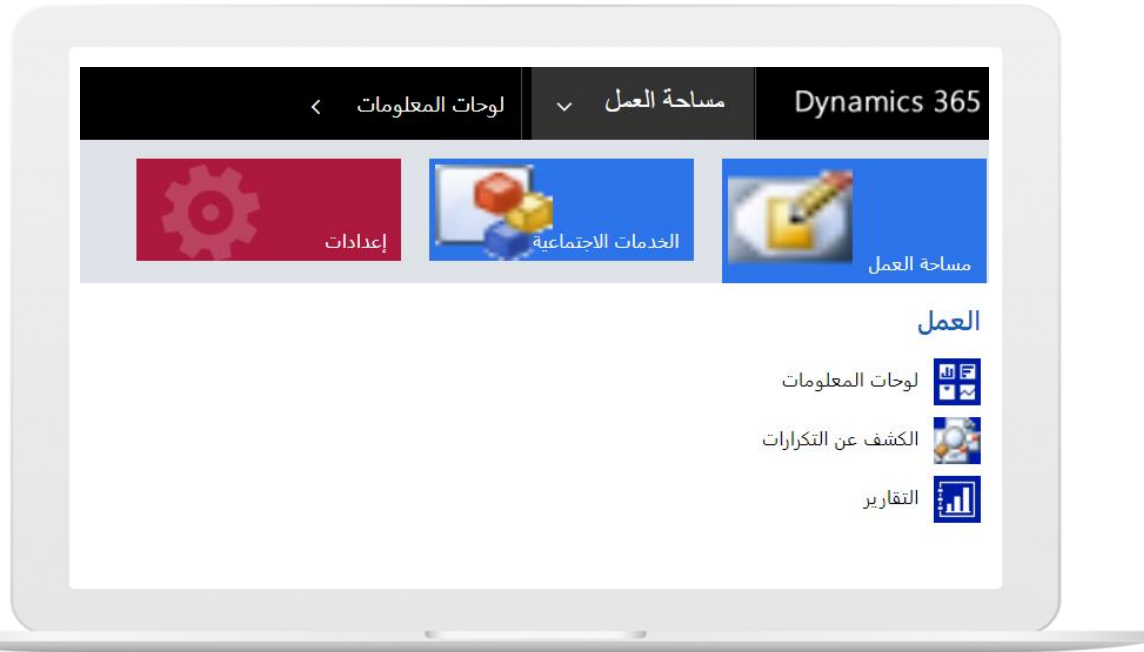 Dynamics 365 مساحة العمل لوحات المعلومات
مساحة العمل
الخدمات الاجتماعية
إعدادات
العمل
لوحات المعلومات
الكشف عن التكرارات
التقارير